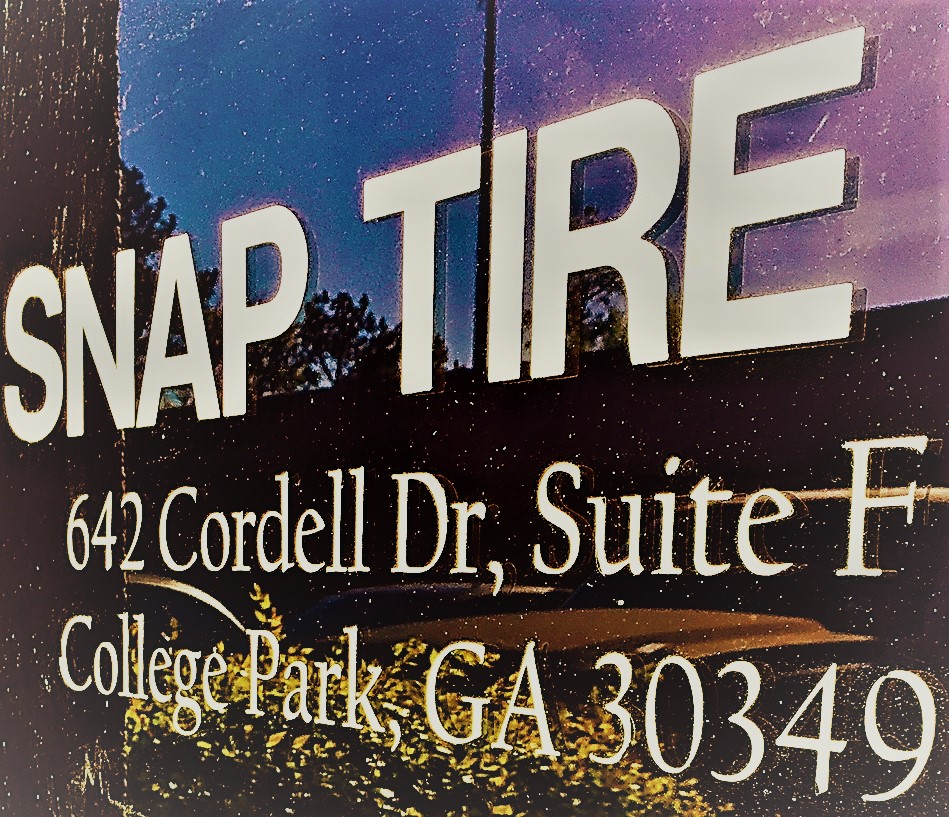 SNAP TIRE
642 Cordell Dr, Suite F
College Park, GA 30349